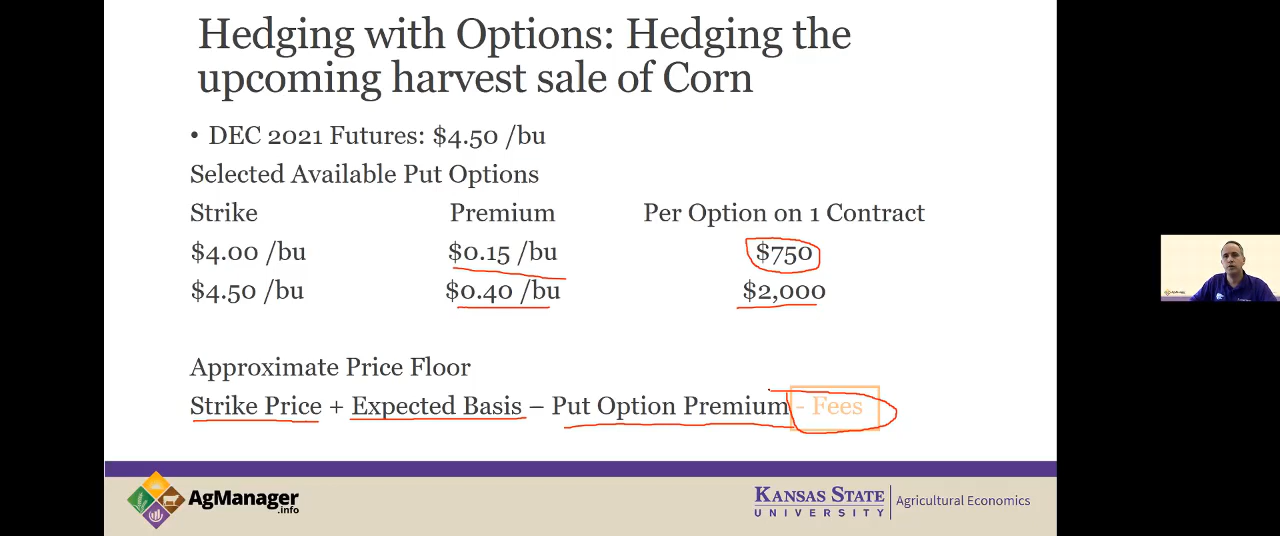 Hedging with Options: Hedging the
upcoming harvest sale of Corn
• DEC 2021 Futures: $4.50 /bu
Selected Available Put Options
Strike Premium Per Option on 1 Contract
$4.00 /bu $0.15 /bu $750
$4.50 /bu $0.40 /bu $2,000
Approximate Price Floor
Strike Price + Expected Basis – Put Option Premium - Fees
AgManager
.info
KANSAS STATE
UNIVERSITY
Agricultural Economics